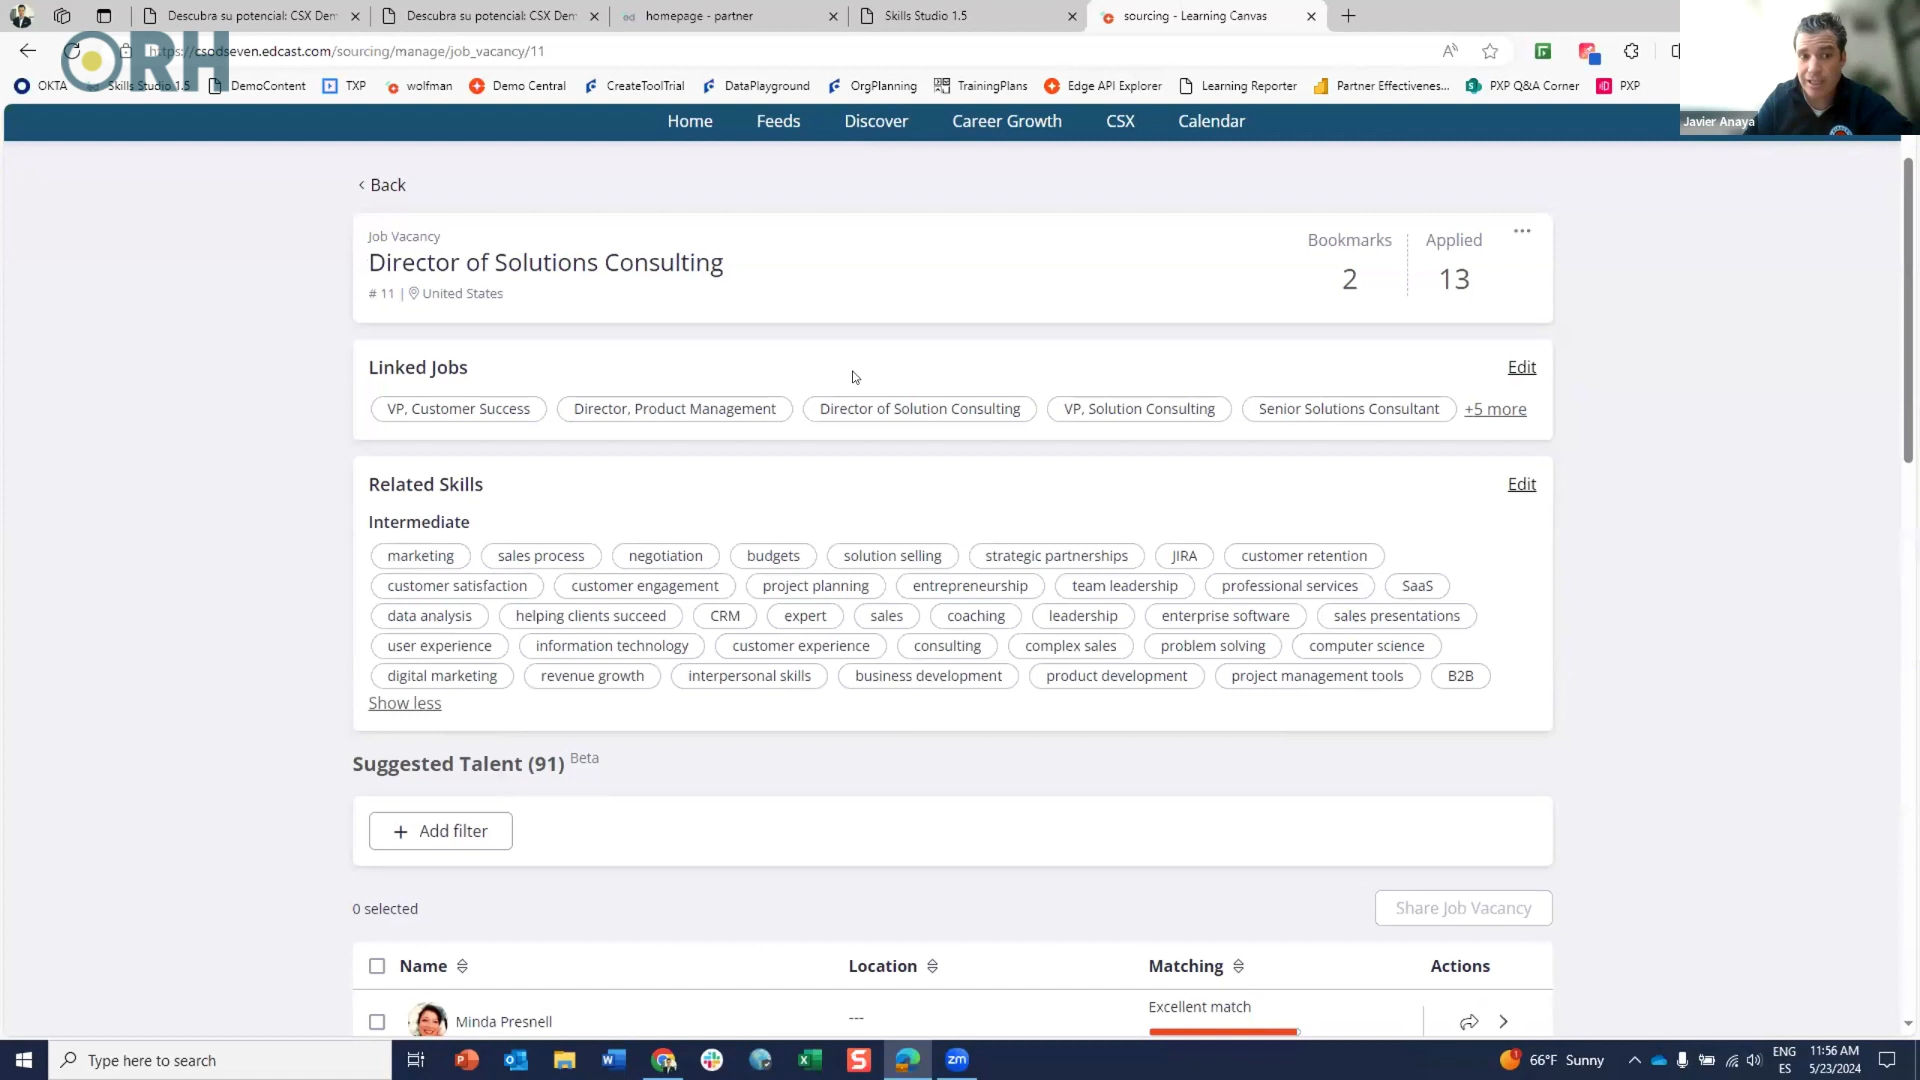 Descubra su potencial: CSX Den
Descubra su potencial: CSX Den
homepage - partner
Skills Studio 1.5
sourcing - Learning Canvas
https://csodseven.edcast.com/sourcing/manage/job_vacancy/11
ORH
OKTA
Skills Studio 1.5
DemoContent
TXP
wolfman
Demo Central
CreateToolTrial
DataPlayground
OrgPlanning
TrainingPlans
Edge API Explorer
Learning Reporter
Partner Effectivenes...
PXP Q&A Corner
PXP
Javier Anaya
Home
Feeds
Discover
Career Growth
CSX
Calendar
Back
Job Vacancy
Director of Solutions Consulting
# 11 | United States
Bookmarks
2
Applied
13
Linked Jobs
Edit
VP, Customer Success
Director, Product Management
Director of Solution Consulting
VP, Solution Consulting
Senior Solutions Consultant
+5 more
Related Skills
Edit
Intermediate
marketing
sales process
negotiation
budgets
solution selling
strategic partnerships
JIRA
customer retention
customer satisfaction
customer engagement
project planning
entrepreneurship
team leadership
professional services
SaaS
data analysis
helping clients succeed
CRM
expert
sales
coaching
leadership
enterprise software
sales presentations
user experience
information technology
customer experience
consulting
complex sales
problem solving
computer science
digital marketing
revenue growth
interpersonal skills
business development
product development
project management tools
B2B
Show less
Suggested Talent (91) Beta
+ Add filter
0 selected
Share Job Vacancy
Name
Location
Matching
Actions
Minda Presnell
---
Excellent match
Type here to search
zm
66°F Sunny
ENG
ES
11:56 AM
5/23/2024